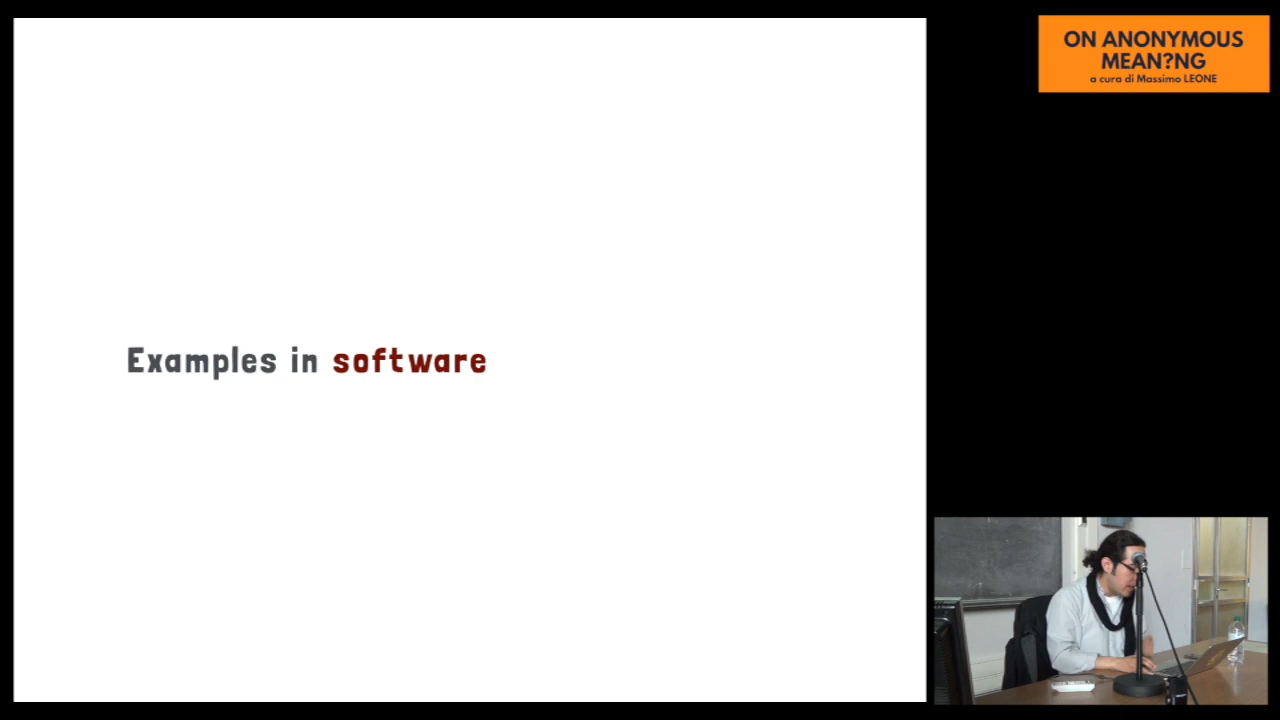 ON ANONYMOUS
MEAN?NG
a cura di Massimo LEONE
Examples in software